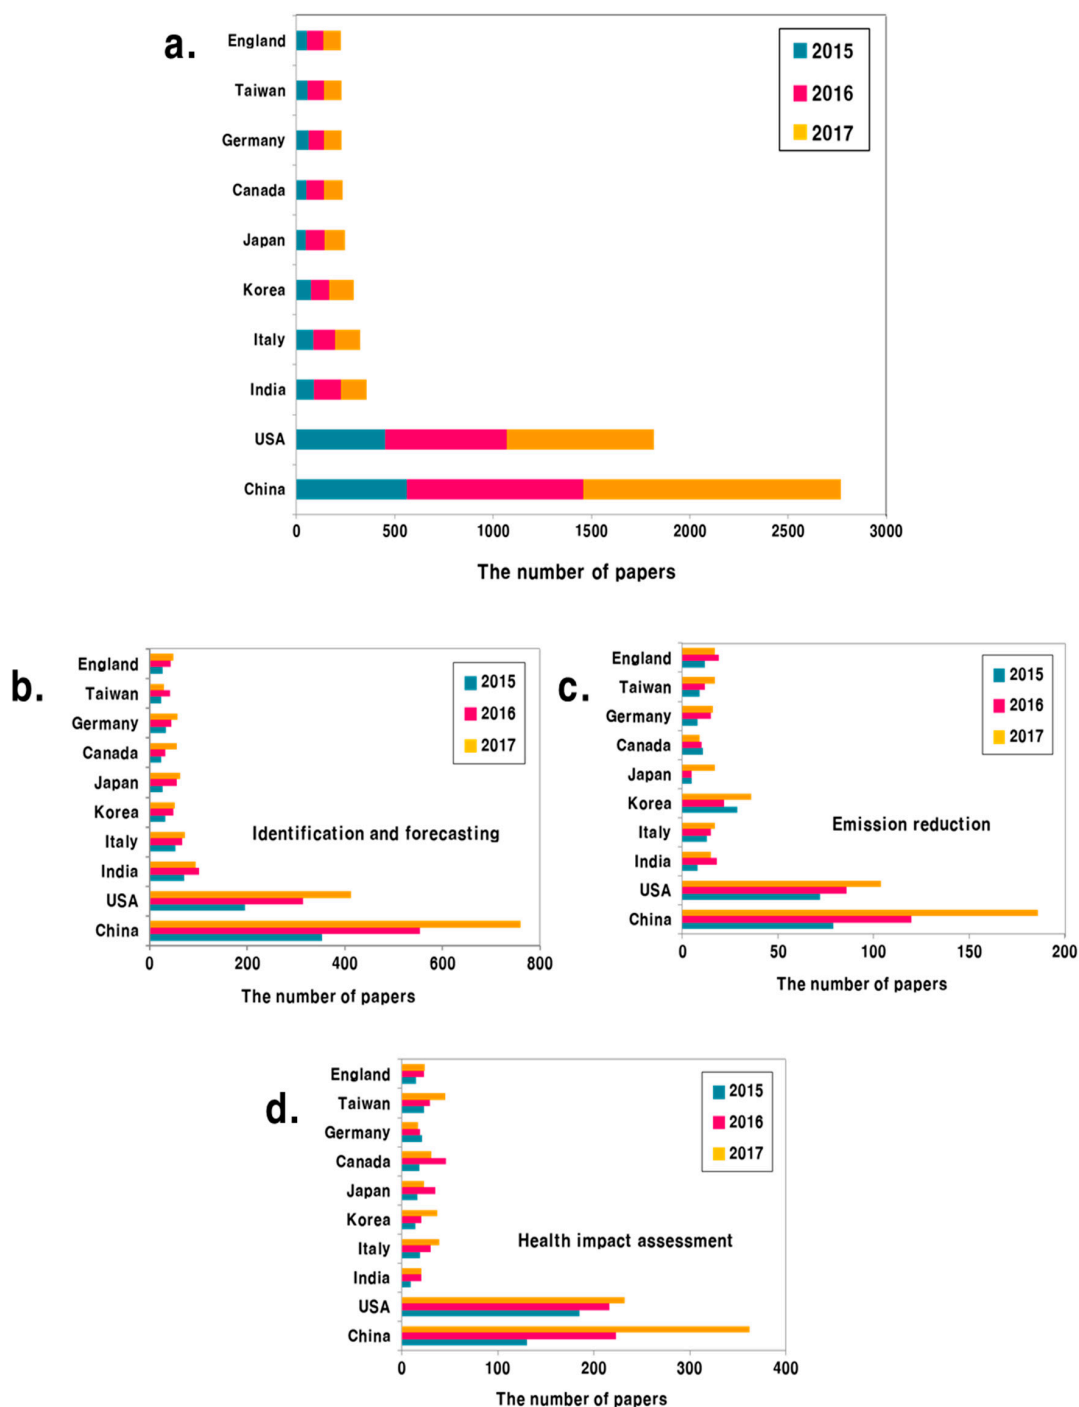 a.
England
Taiwan
Germany
Canada
Japan
Korea
Italy
India
USA
China
2015
2016
2017
0 500 1000 1500 2000 2500 3000
The number of papers
b.
England
Taiwan
Germany
Canada
Japan
Korea
Italy
India
USA
China
2015
2016
2017
Identification and forecasting
0 200 400 600 800
The number of papers
c.
England
Taiwan
Germany
Canada
Japan
Korea
Italy
India
USA
China
2015
2016
2017
Emission reduction
0 50 100 150 200
The number of papers
d.
England
Taiwan
Germany
Canada
Japan
Korea
Italy
India
USA
China
2015
2016
2017
Health impact assessment
0 100 200 300 400
The number of papers